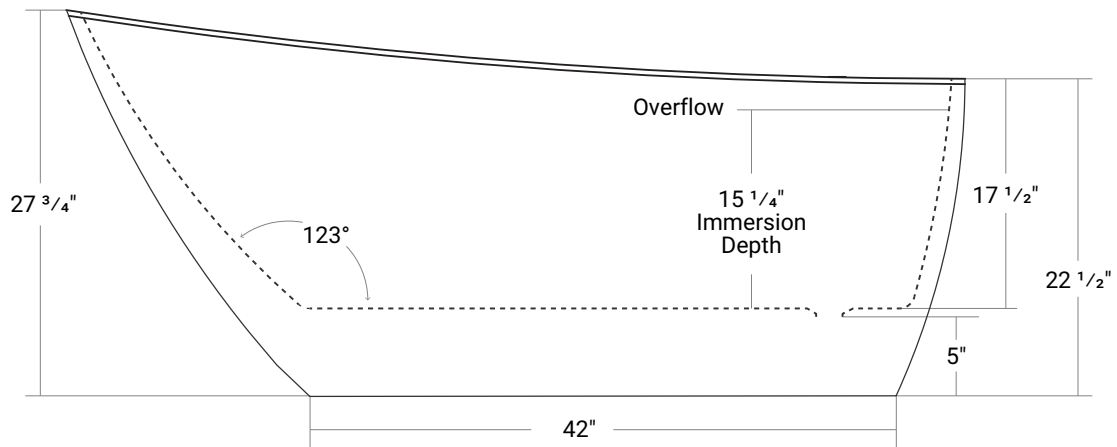 Overflow
27 ³/₄"
15 ¹/₄"
Immersion
Depth
17 ¹/₂"
123°
22 ¹/₂"
5"
42"